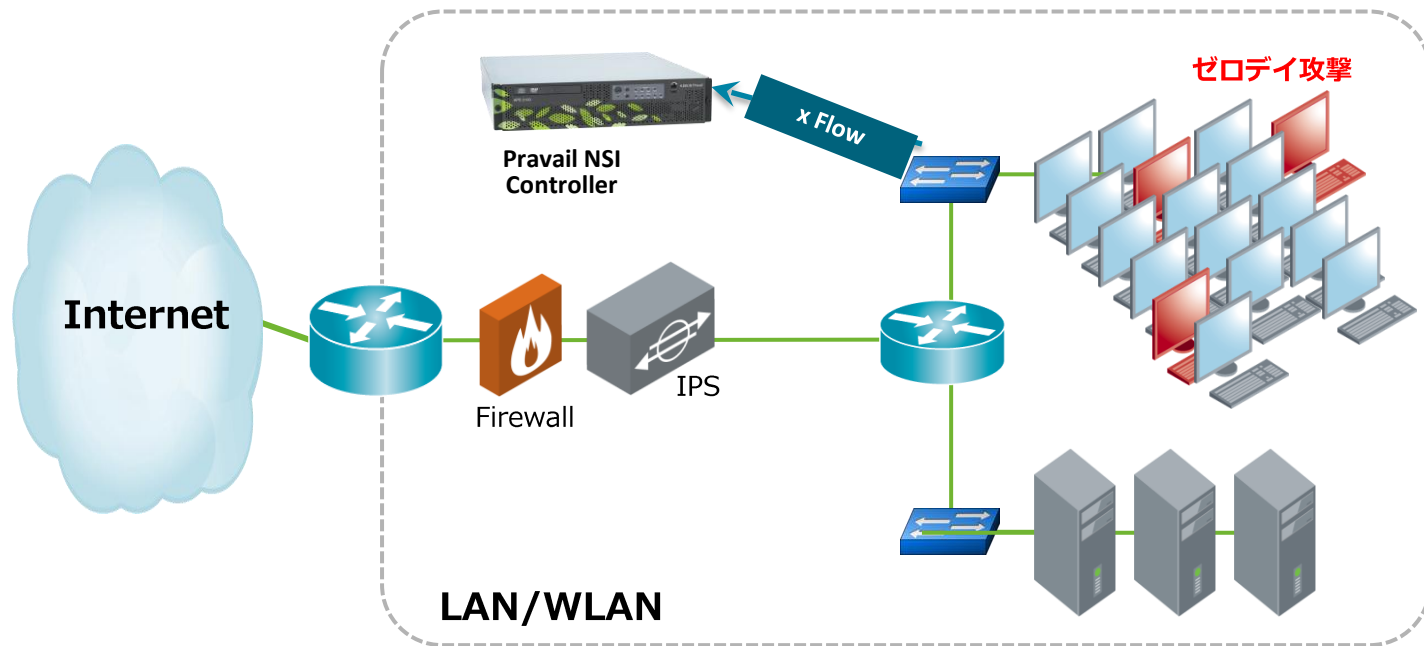 ゼロデイ攻撃
x Flow
Pravail NSI
Controller
Internet
IPS
Firewall
LAN/WLAN